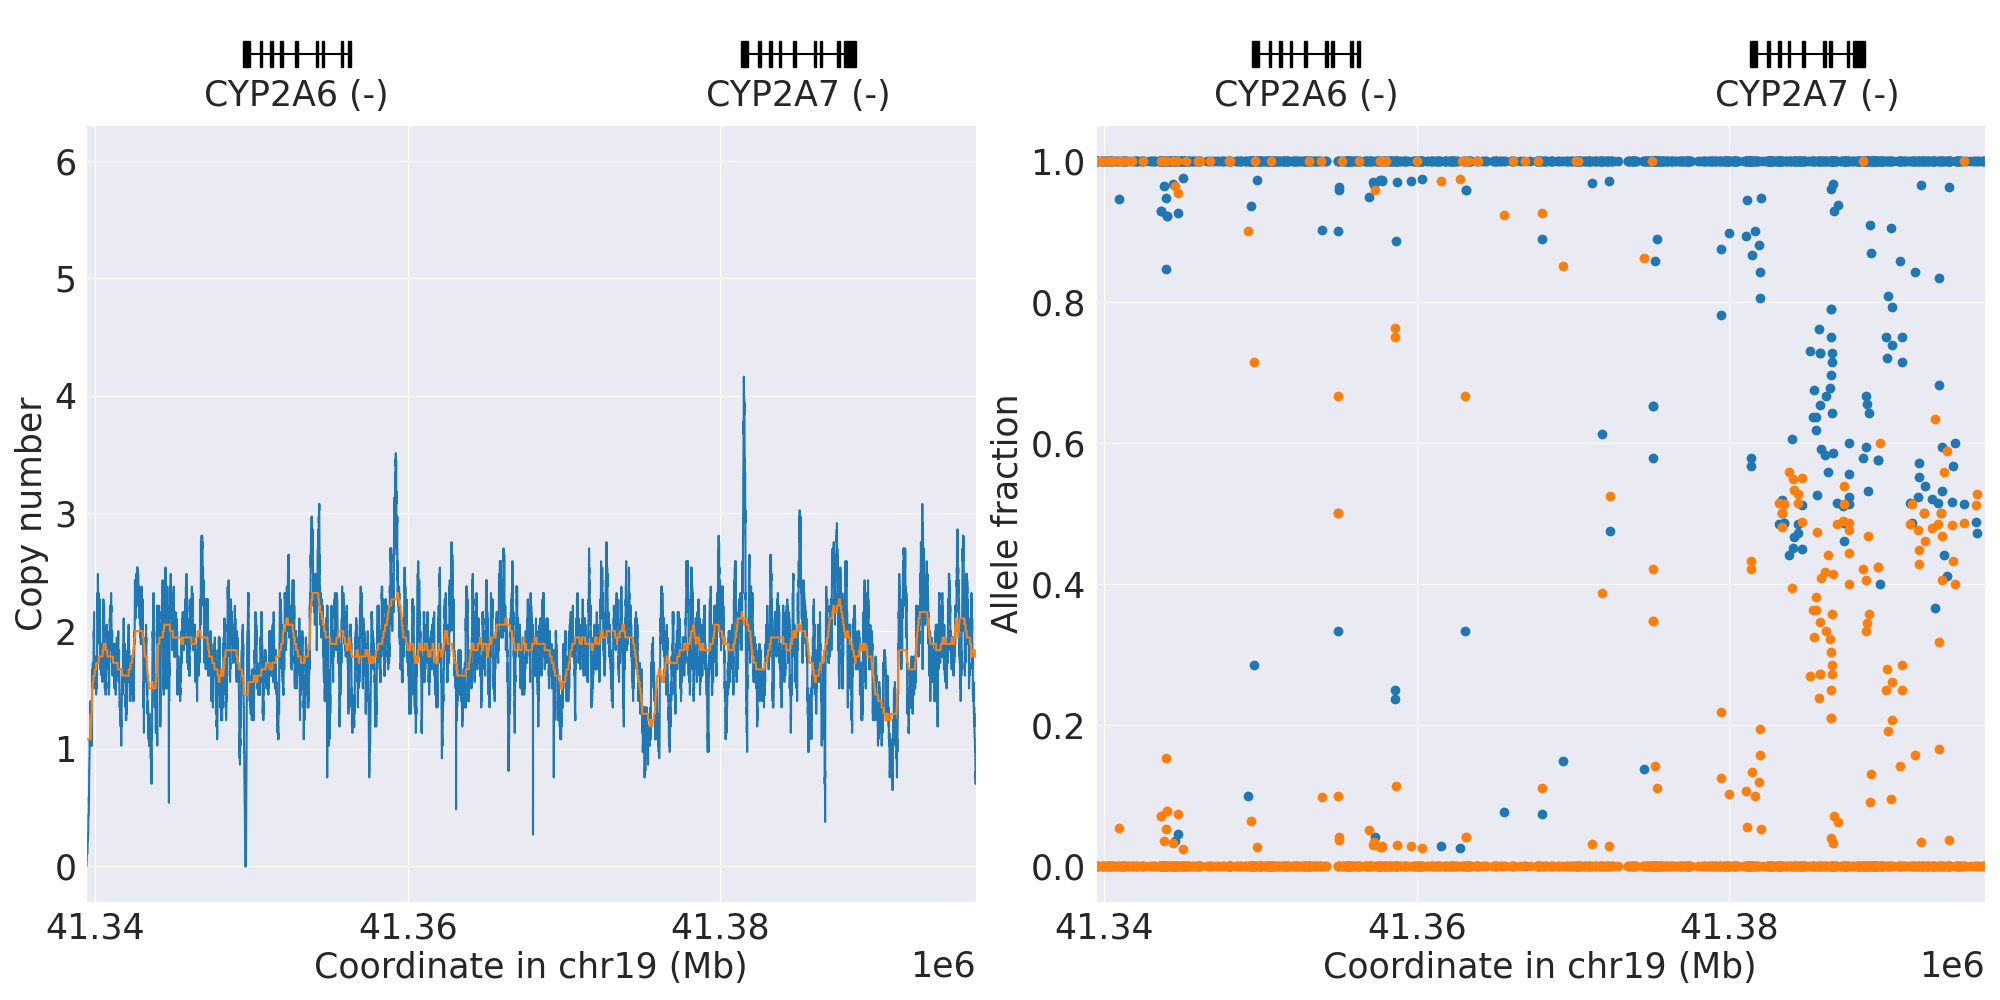 CYP2A6 (-)
CYP2A7 (-)
6
5
4
3
2
1
0
Copy number
41.34
41.36
41.38
Coordinate in chr19 (Mb)
1e6
CYP2A6 (-)
CYP2A7 (-)
1.0
0.8
0.6
0.4
0.2
0.0
Allele fraction
41.34
41.36
41.38
Coordinate in chr19 (Mb)
1e6